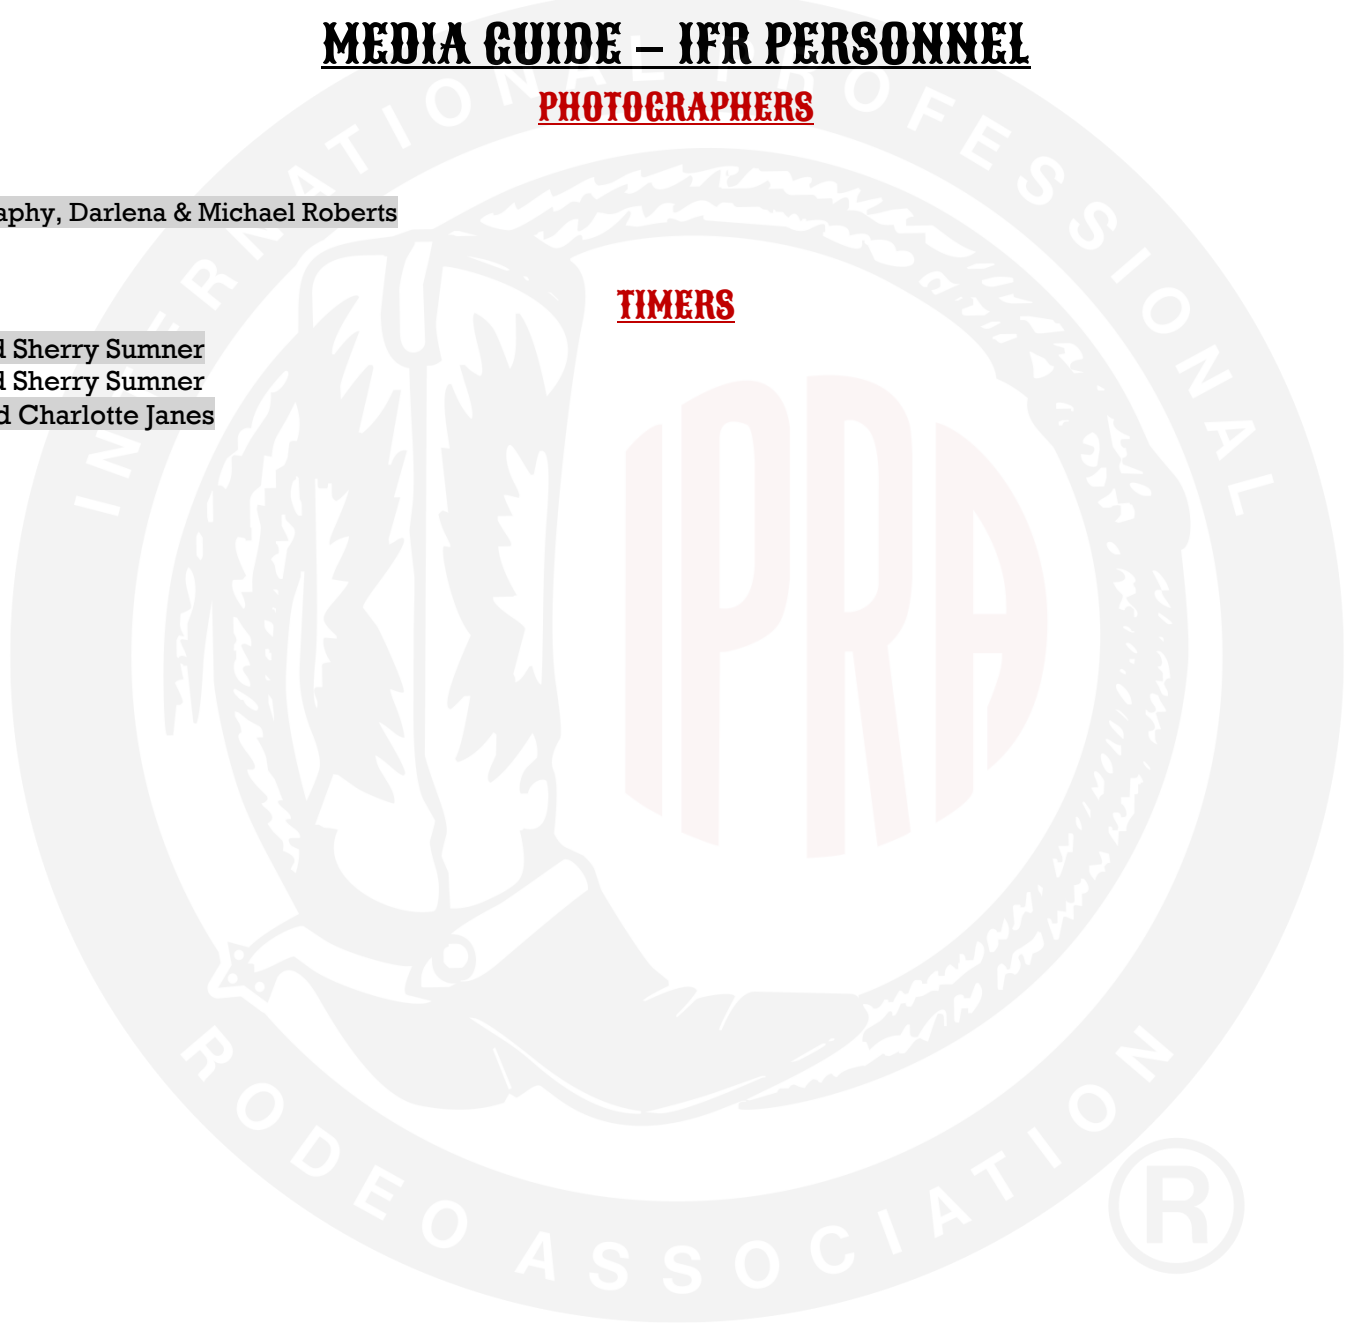 MEDIA GUIDE – IFR PERSONNEL
PHOTOGRAPHERS
Darlena & Michael Roberts
TIMERS
Sherry Sumner
Sherry Sumner
Charlotte Janes
INTERNATIONAL PROFESSIONAL
IPRA
RODEO ASSOCIATION
®